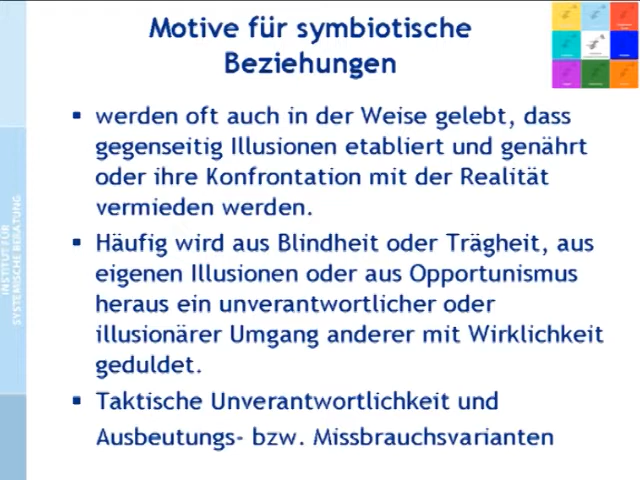 Motive für symbiotische
Beziehungen
▪ werden oft auch in der Weise gelebt, dass
gegenseitig Illusionen etabliert und genährt
oder ihre Konfrontation mit der Realität
vermieden werden.
▪ Häufig wird aus Blindheit oder Trägheit, aus
eigenen Illusionen oder aus Opportunismus
heraus ein unverantwortlicher oder
illusionärer Umgang anderer mit Wirklichkeit
geduldet.
▪ Taktische Unverantwortlichkeit und
Ausbeutungs- bzw. Missbrauchsvarianten
INSTITUT FÜR
SYSTEMISCHE BERATUNG